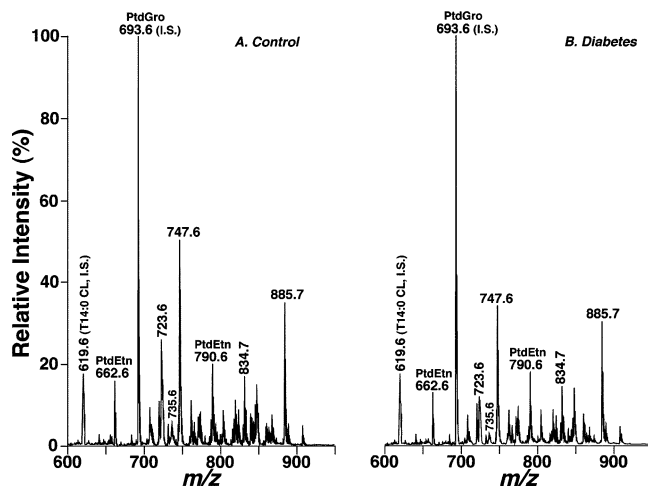 PtdGro
693.6 (I.S.)
A. Control
Relative Intensity (%)
100
80
60
40
20
0
619.6 (T14:0 CL, I.S.)
PtdEtn
662.6
723.6
735.6
747.6
PtdEtn
790.6
834.7
885.7
600
700
800
900
m/z
PtdGro
693.6 (I.S.)
B. Diabetes
619.6 (T14:0 CL, I.S.)
PtdEtn
662.6
723.6
735.6
747.6
PtdEtn
790.6
834.7
885.7
600
700
800
900
m/z